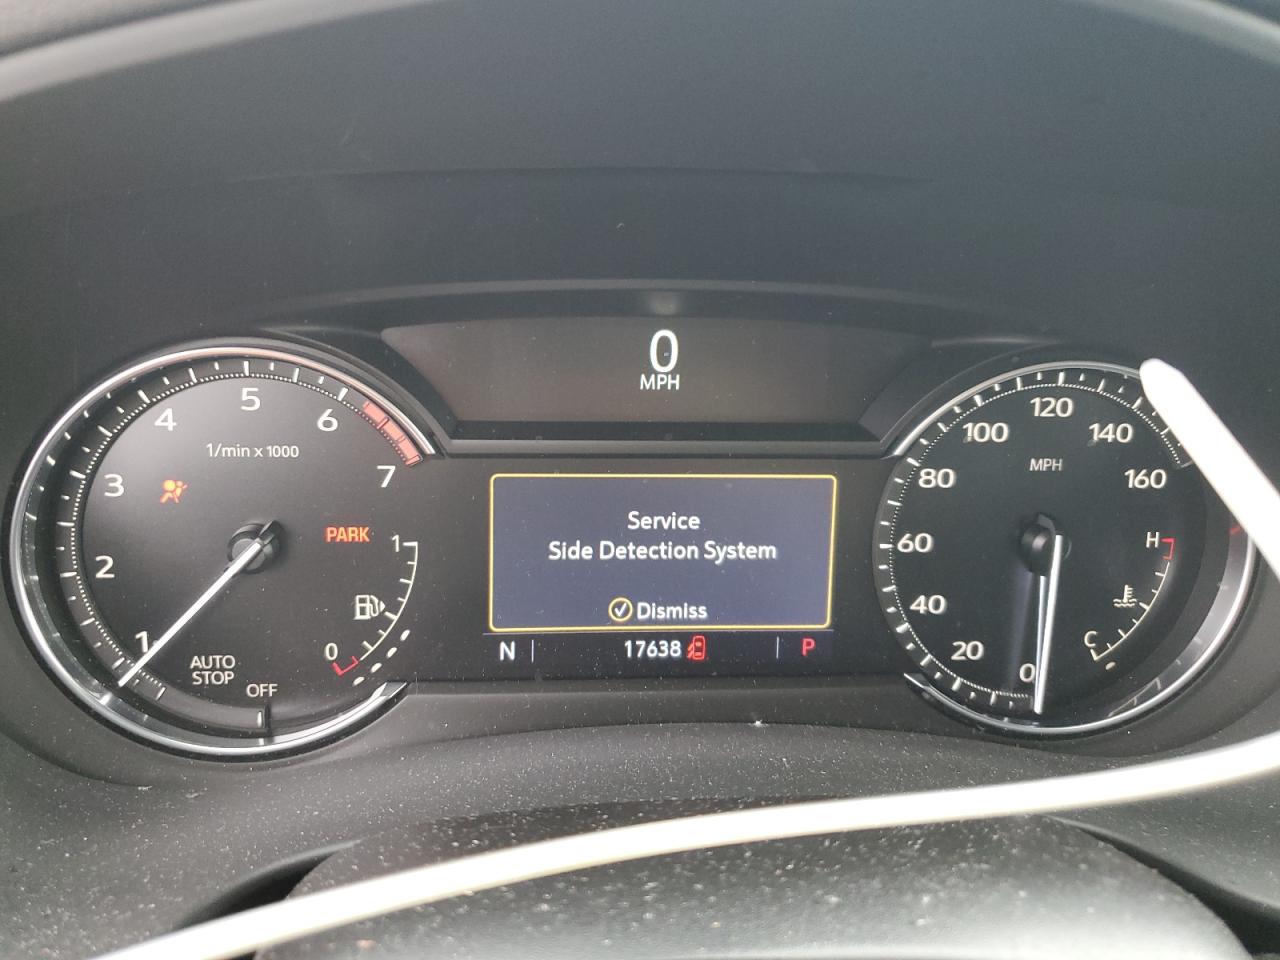 0
MPH
1
2
3
4
5
6
7
1/min x 1000
PARK
1
0
AUTO
STOP
OFF
Service
Side Detection System
Dismiss
N
17638
P
0
20
40
60
80
100
120
140
160
MPH
H
C